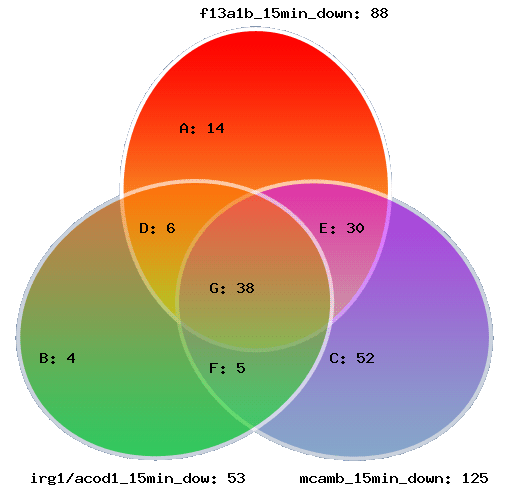 f13a1b_15min_down: 88
A: 14
D: 6
E: 30
G: 38
B: 4
F: 5
C: 52
irg1/acod1_15min_dow: 53
mcamb_15min_down: 125